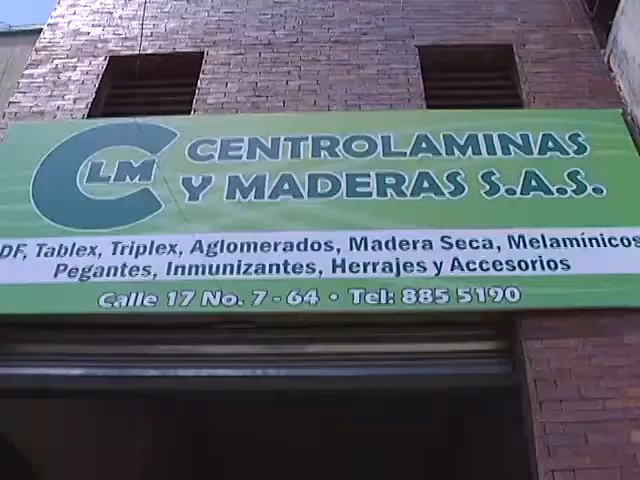 CLM
CENTROLAMINAS
Y MADERAS S.A.S.
DF, Tablex, Triplex, Aglomerados, Madera Seca, Melamínicos
Pegantes, Inmunizantes, Herrajes y Accesorios
Calle 17 No. 7 - 64 • Tel: 885 5190